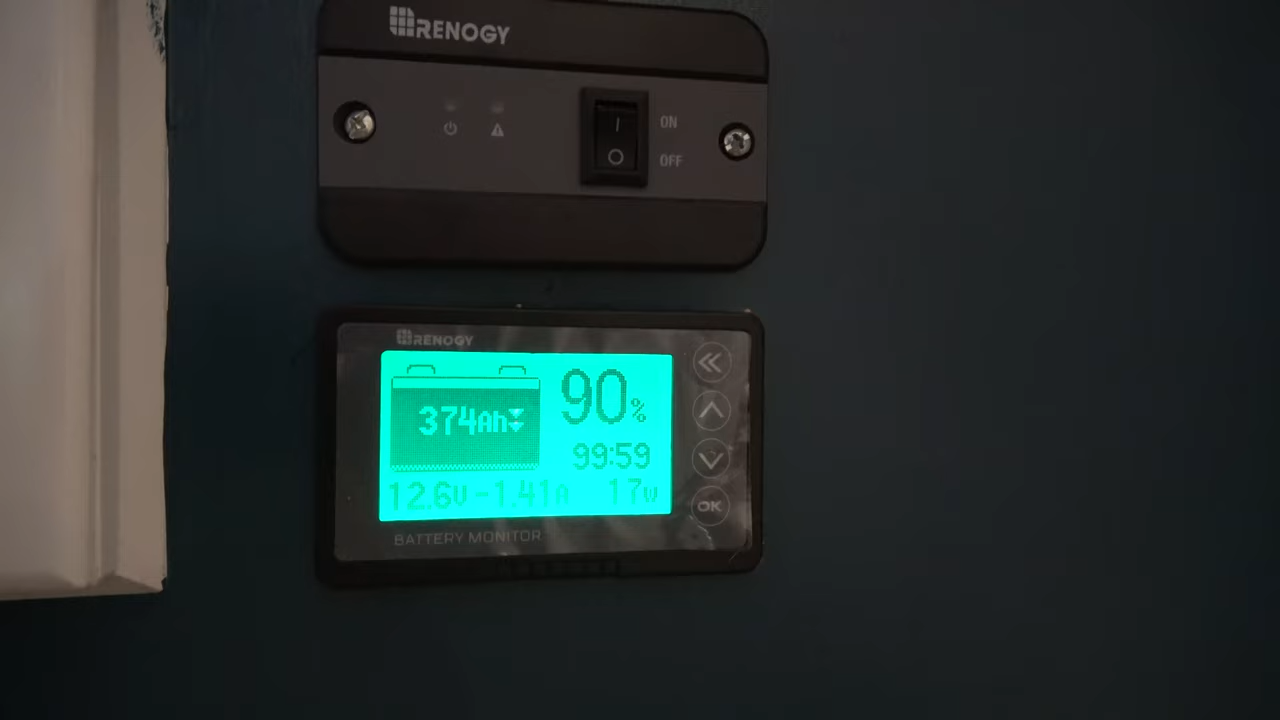 RENOGY
I ON
O OFF
RENOGY
374Ah
90%
99:59
12.6V -1.41A 17W
OK
BATTERY MONITOR